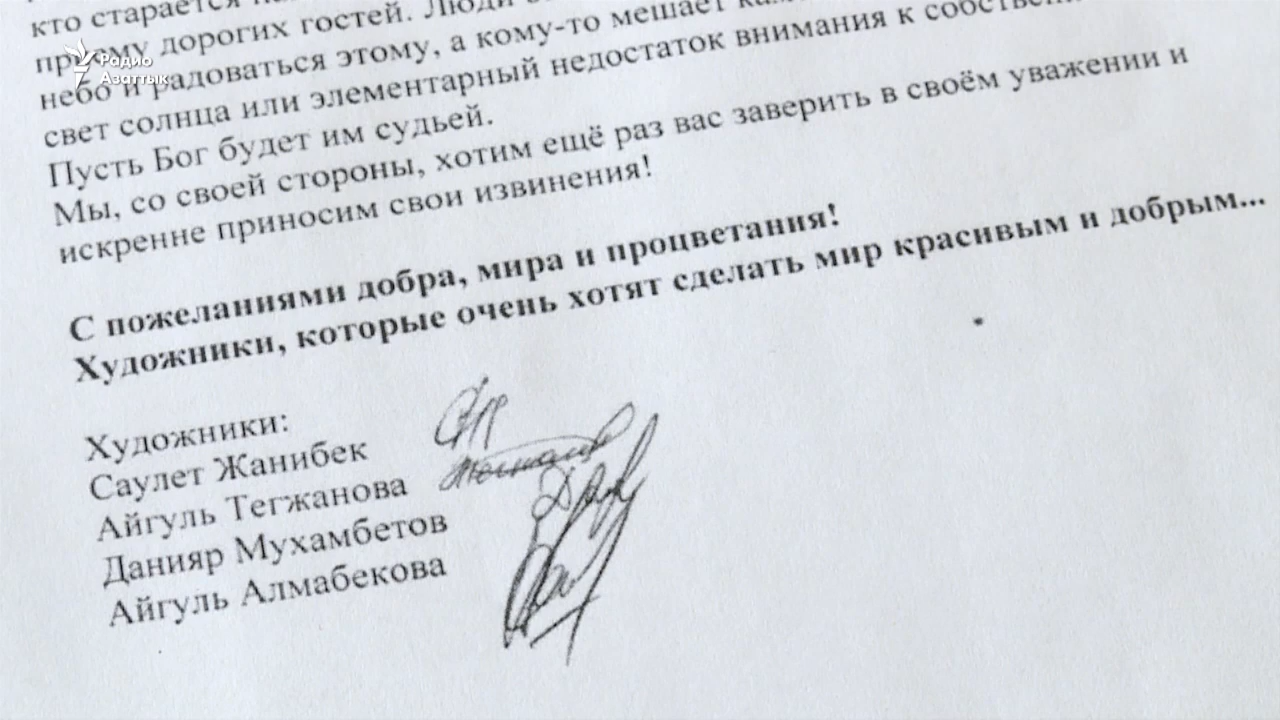 кто старается
приему дорогих гостей. Люди
небо и радоваться этому, а кому-то мешает
свет солнца или элементарный недостаток внимания к
Пусть Бог будет им судьей.
Мы, со своей стороны, хотим ещё раз вас заверить в своём уважении и
искренне приносим свои извинения!
С пожеланиями добра, мира и процветания!
Художники, которые очень хотят сделать мир красивым и добрым...
Художники:
Саулет Жанибек
Айгуль Тегжанова
Данияр Мухамбетов
Айгуль Алмабекова
Радио
Азаттық